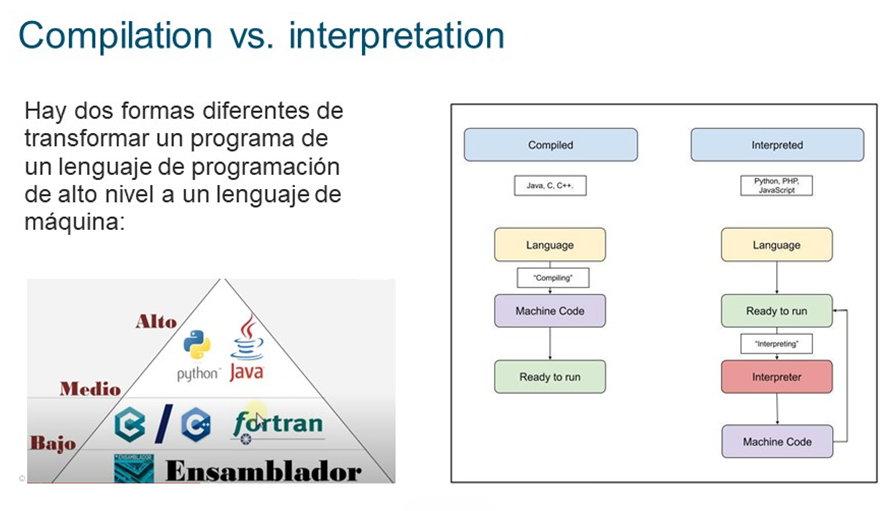 Compilation vs. interpretation
Hay dos formas diferentes de
transformar un programa de
un lenguaje de programación
de alto nivel a un lenguaje de
máquina:
Alto
python
Java
Medio
C / C++
fortran
Bajo
ENSAMBLADOR
Ensamblador
©
Compiled
Java, C, C++.
Language
"Compiling"
Machine Code
Ready to run
Interpreted
Python, PHP,
JavaScript
Language
Ready to run
"Interpreting"
Interpreter
Machine Code